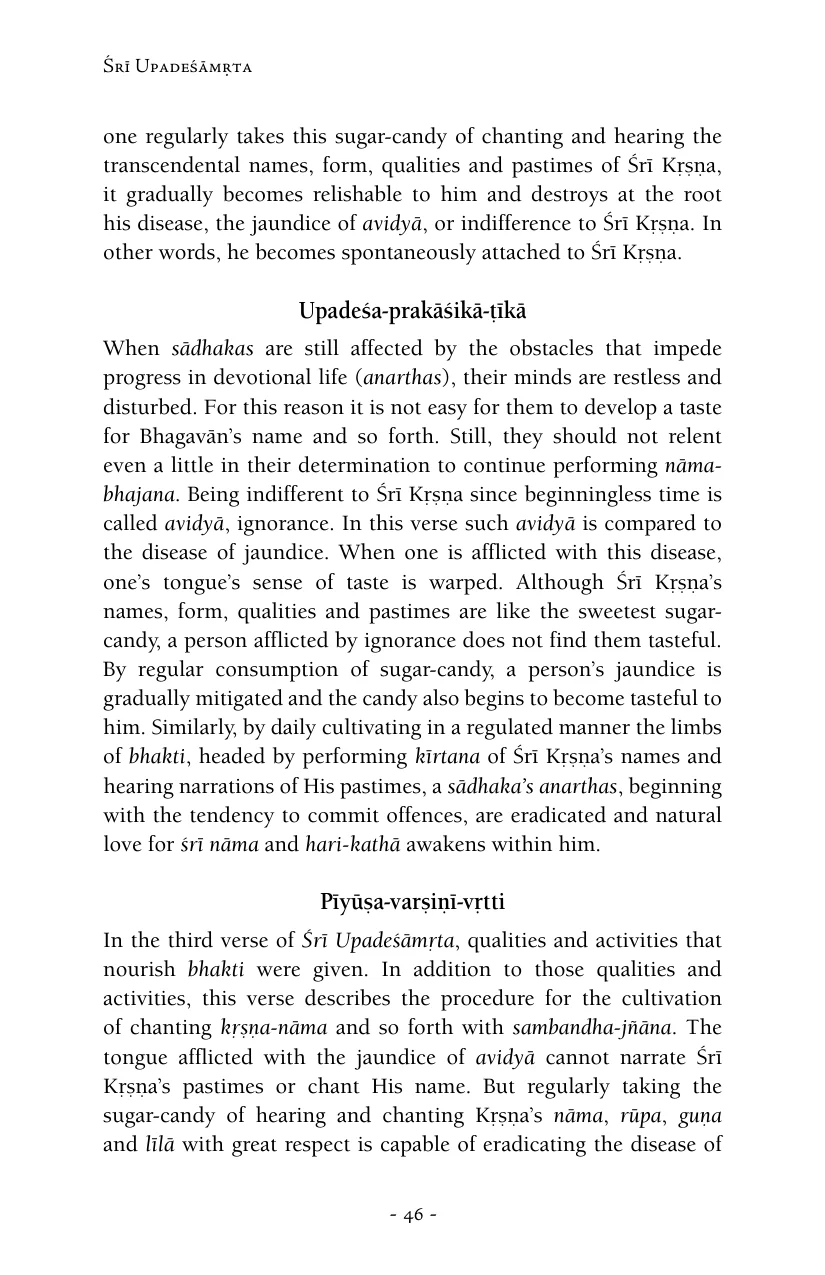 Śrī Upadeśāmṛta
one regularly takes this sugar-candy of chanting and hearing the
transcendental names, form, qualities and pastimes of Śrī Kṛṣṇa,
it gradually becomes relishable to him and destroys at the root
his disease, the jaundice of avidyā, or indifference to Śrī Kṛṣṇa. In
other words, he becomes spontaneously attached to Śrī Kṛṣṇa.
Upadeśa-prakāśikā-ṭīkā
When sādhakas are still affected by the obstacles that impede
progress in devotional life (anarthas), their minds are restless and
disturbed. For this reason it is not easy for them to develop a taste
for Bhagavān’s name and so forth. Still, they should not relent
even a little in their determination to continue performing nāma-
bhajana. Being indifferent to Śrī Kṛṣṇa since beginningless time is
called avidyā, ignorance. In this verse such avidyā is compared to
the disease of jaundice. When one is afflicted with this disease,
one’s tongue’s sense of taste is warped. Although Śrī Kṛṣṇa’s
names, form, qualities and pastimes are like the sweetest sugar-
candy, a person afflicted by ignorance does not find them tasteful.
By regular consumption of sugar-candy, a person’s jaundice is
gradually mitigated and the candy also begins to become tasteful to
him. Similarly, by daily cultivating in a regulated manner the limbs
of bhakti, headed by performing kīrtana of Śrī Kṛṣṇa’s names and
hearing narrations of His pastimes, a sādhaka’s anarthas, beginning
with the tendency to commit offences, are eradicated and natural
love for śrī nāma and hari-kathā awakens within him.
Pīyūṣa-varṣiṇī-vṛtti
In the third verse of Śrī Upadeśāmṛta, qualities and activities that
nourish bhakti were given. In addition to those qualities and
activities, this verse describes the procedure for the cultivation
of chanting kṛṣṇa-nāma and so forth with sambandha-jñāna. The
tongue afflicted with the jaundice of avidyā cannot narrate Śrī
Kṛṣṇa’s pastimes or chant His name. But regularly taking the
sugar-candy of hearing and chanting Kṛṣṇa’s nāma, rūpa, guṇa
and līlā with great respect is capable of eradicating the disease of
- 46 -